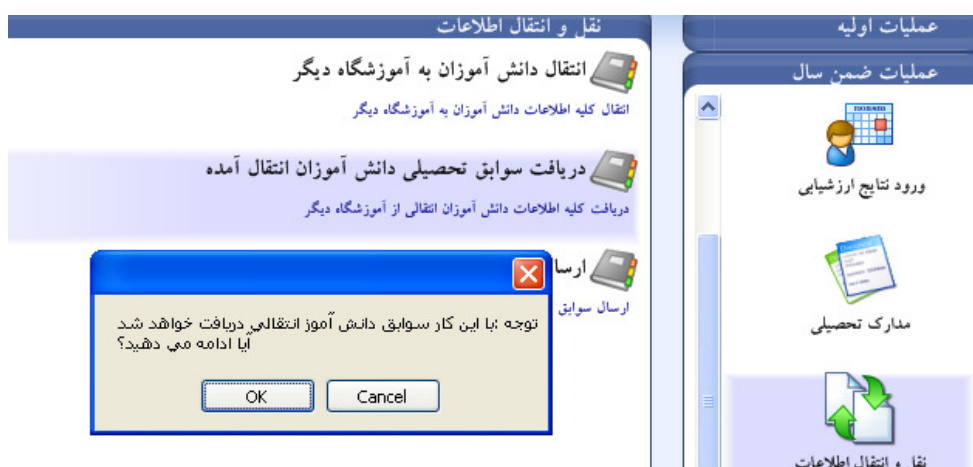 عملیات اولیه
عملیات ضمن سال
ورود نتایج ارزشیابی
مدارک تحصیلی
نقل و انتقال اطلاعات
نقل و انتقال اطلاعات
انتقال دانش آموزان به آموزشگاه دیگر
انتقال کلیه اطلاعات دانش آموزان به آموزشگاه دیگر
دریافت سوابق تحصیلی دانش آموزان انتقال آمده
دریافت کلیه اطلاعات دانش آموزان انتقالی از آموزشگاه دیگر
ارسا
ارسال سوابق
توجه :با این کار سوابق دانش آموز انتقالي دریافت خواهد شد
آیا ادامه مي دهید؟
OK Cancel